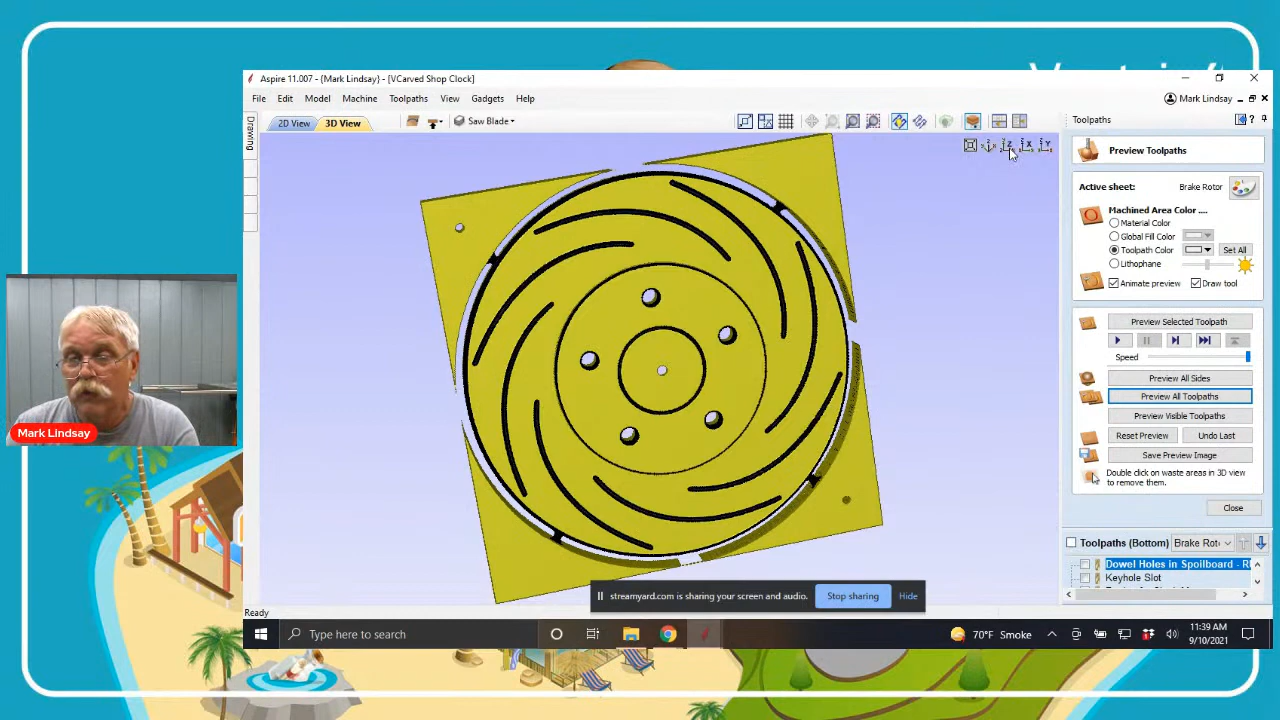 Aspire 11.007 - {Mark Lindsay} - [VCarved Shop Clock]
File Edit Model Machine Toolpaths View Gadgets Help
Mark Lindsay
2D View 3D View
Saw Blade
Drawing
Z X Y
Toolpaths
Preview Toolpaths
Active sheet: Brake Rotor
Machined Area Color ....
Material Color
Global Fill Color
Toolpath Color Set All
Lithophane
Animate preview Draw tool
Preview Selected Toolpath
Speed
Preview All Sides
Preview All Toolpaths
Preview Visible Toolpaths
Reset Preview Undo Last
Save Preview Image
Double click on waste areas in 3D view
to remove them.
Close
Toolpaths (Bottom) Brake Rot
Dowel Holes in Spoilboard - R
Keyhole Slot
Mark Lindsay
streamyard.com is sharing your screen and audio. Stop sharing Hide
Ready
Type here to search
70°F Smoke
11:39 AM
9/10/2021